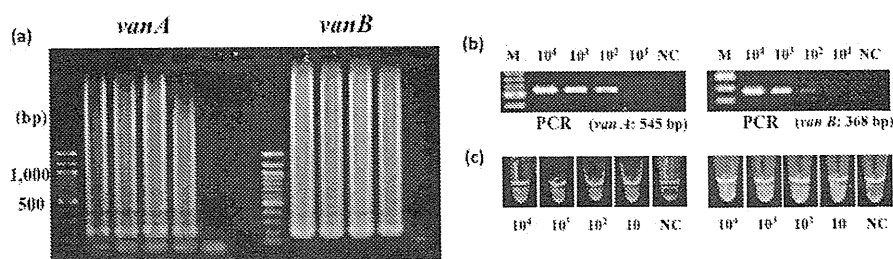 vanA vanB
(a)
(bp)
1,000
500
(b)
M 10⁴ 10³ 10² 10¹ NC
M 10⁴ 10³ 10² 10¹ NC
PCR (van A: 545 bp)
PCR (van B: 368 bp)
(c)
10⁴ 10³ 10² 10 NC
10⁴ 10³ 10² 10 NC